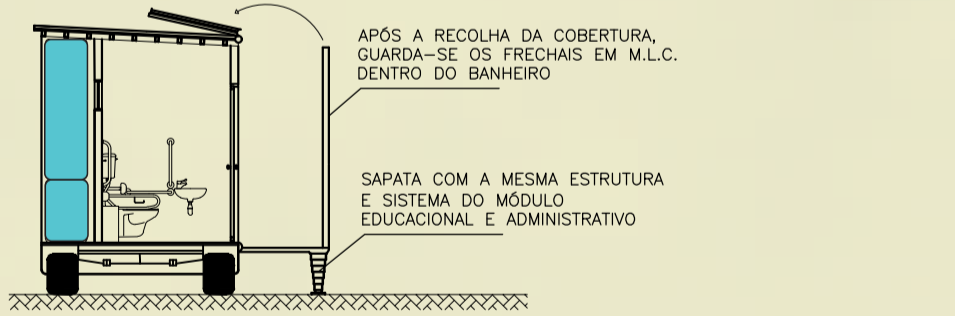 APÓS A RECOLHA DA COBERTURA,
GUARDA-SE OS FRECHAIS EM M.L.C.
DENTRO DO BANHEIRO
SAPATA COM A MESMA ESTRUTURA
E SISTEMA DO MÓDULO
EDUCACIONAL E ADMINISTRATIVO